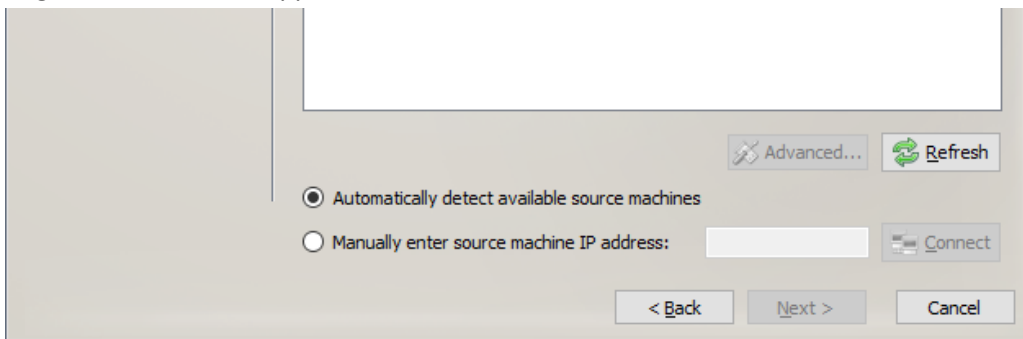 Advanced... Refresh
Automatically detect available source machines
Manually enter source machine IP address: Connect
< Back Next > Cancel